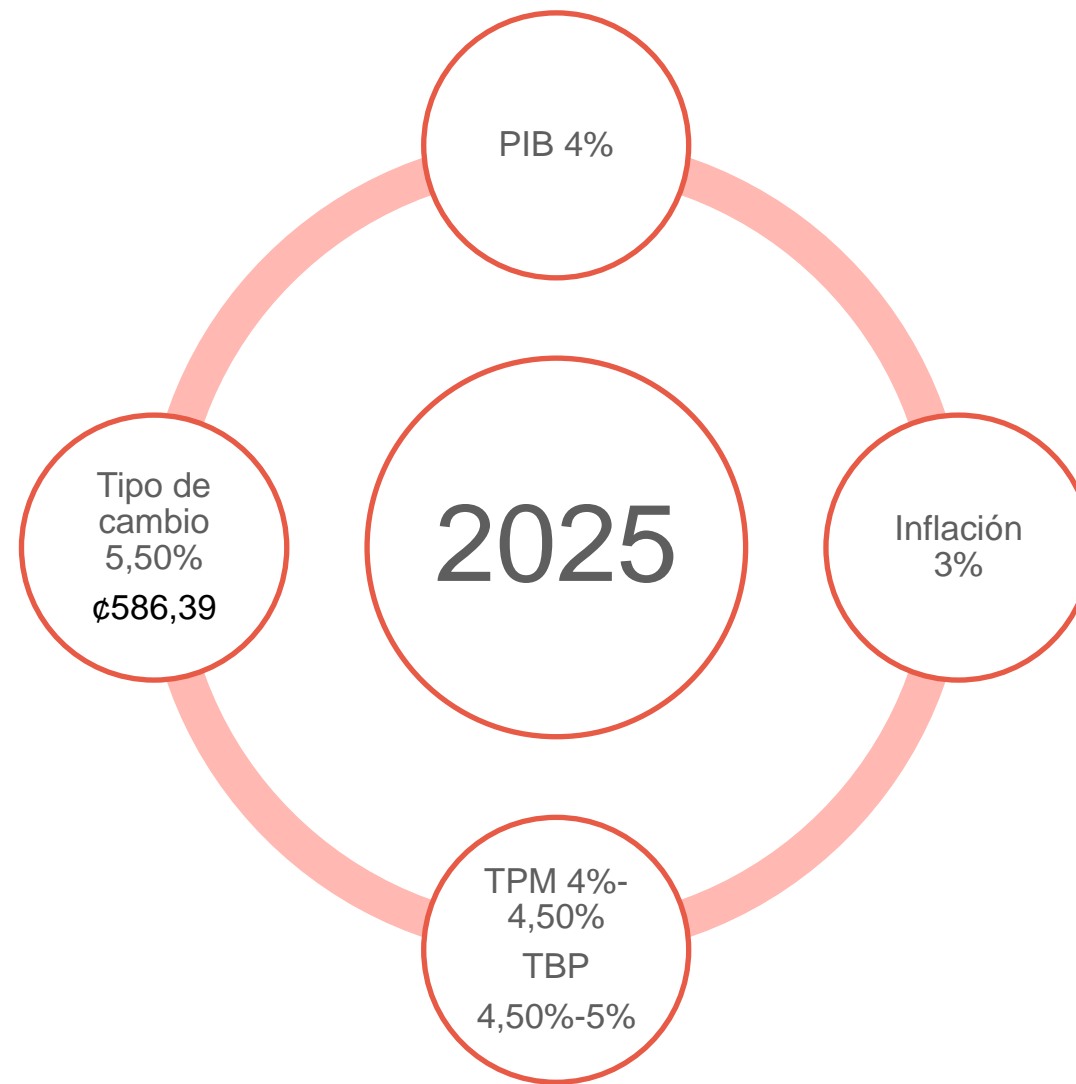 PIB 4%
Tipo de
cambio
5,50%
¢586,39
2025
Inflación
3%
TPM 4%-
4,50%
TBP
4,50%-5%